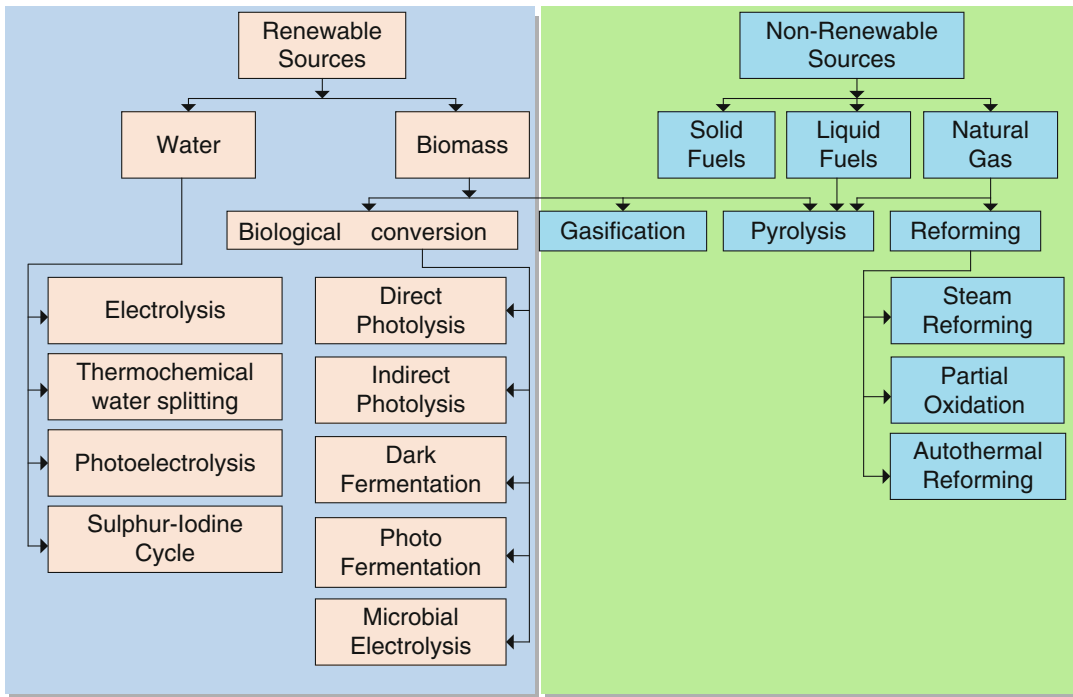 Renewable
Sources
Water
Biomass
Biological conversion
Electrolysis
Thermochemical
water splitting
Photoelectrolysis
Sulphur-Iodine
Cycle
Direct
Photolysis
Indirect
Photolysis
Dark
Fermentation
Photo
Fermentation
Microbial
Electrolysis
Non-Renewable
Sources
Solid
Fuels
Liquid
Fuels
Natural
Gas
Gasification
Pyrolysis
Reforming
Steam
Reforming
Partial
Oxidation
Autothermal
Reforming